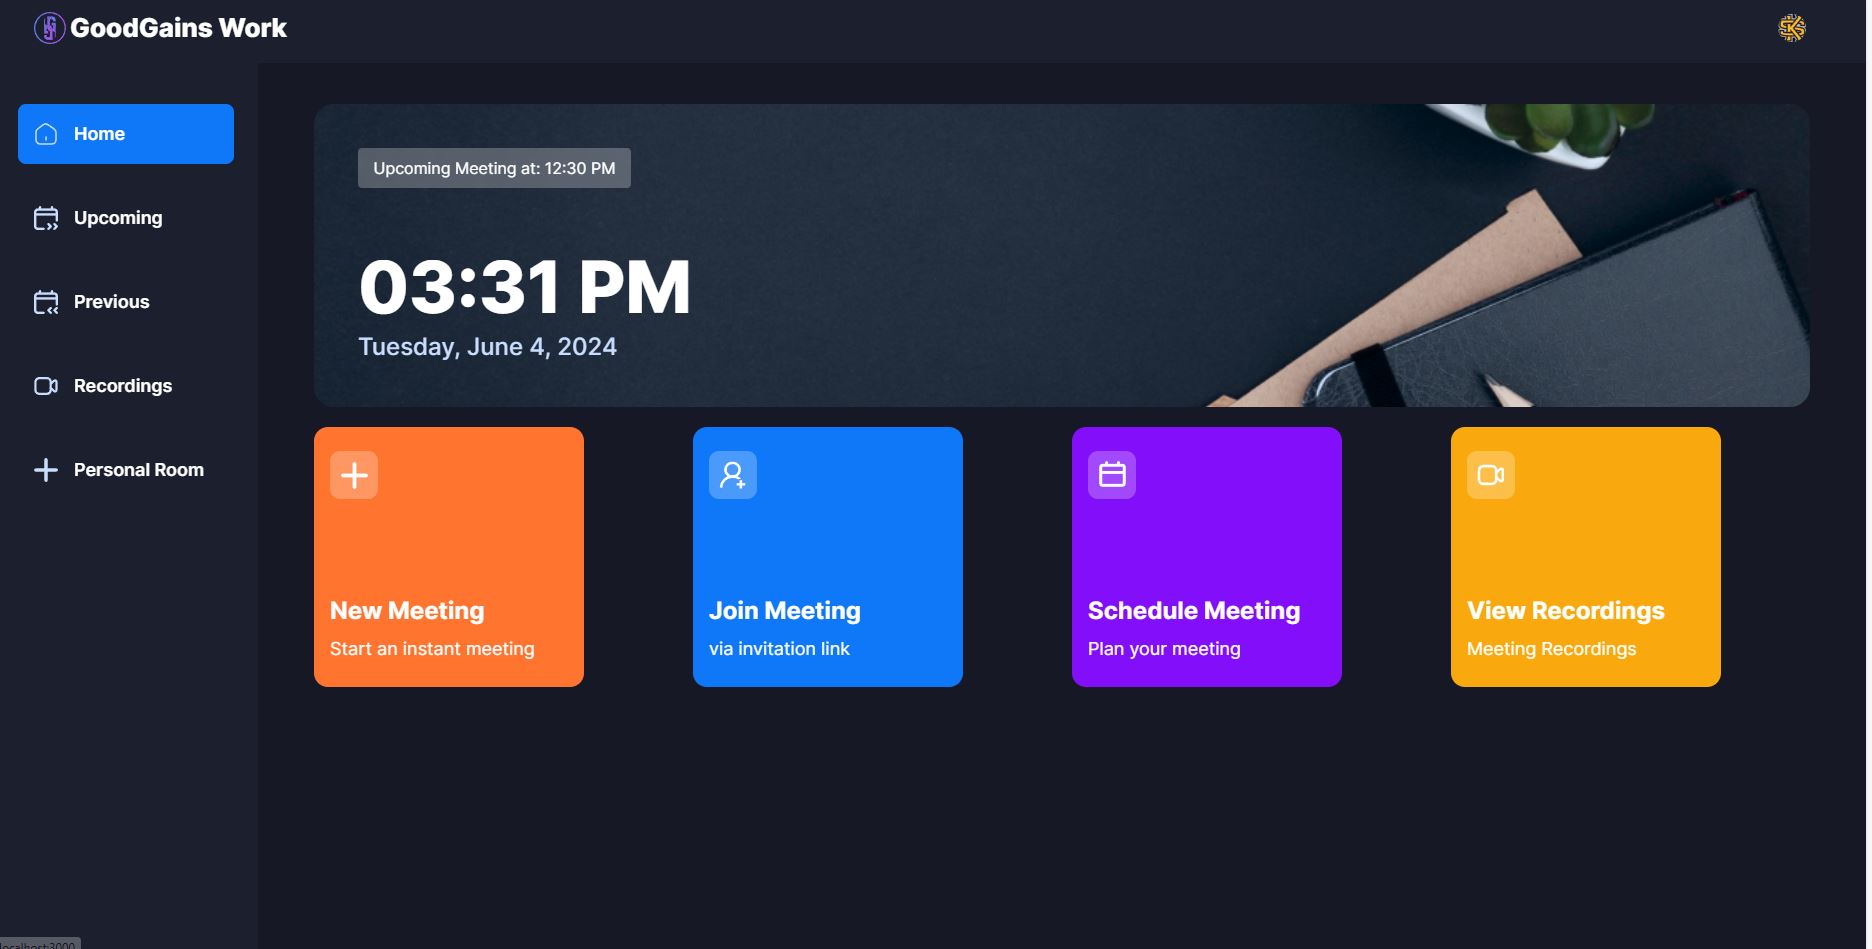 GoodGains Work
Home
Upcoming
Previous
Recordings
Personal Room
Upcoming Meeting at: 12:30 PM
03:31 PM
Tuesday, June 4, 2024
New Meeting
Start an instant meeting
Join Meeting
via invitation link
Schedule Meeting
Plan your meeting
View Recordings
Meeting Recordings
localhost:3000